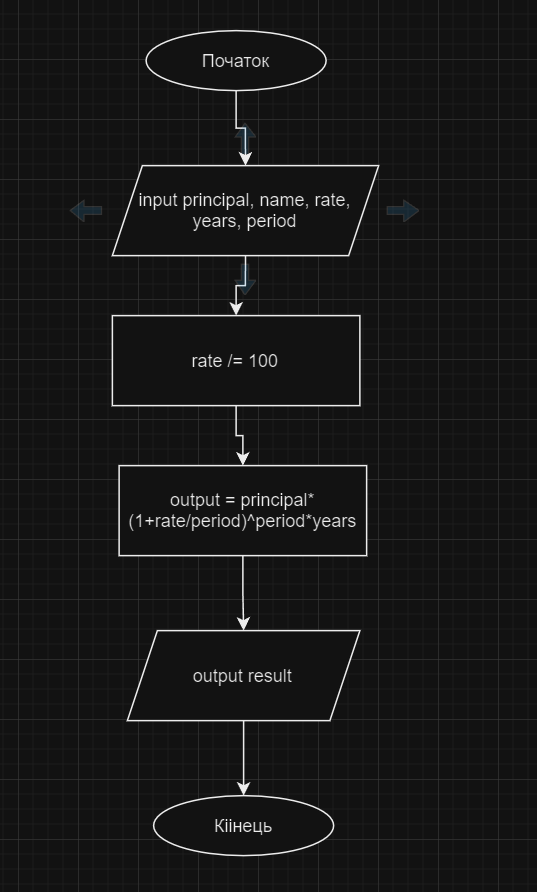 Початок
input principal, name, rate,
years, period
rate /= 100
output = principal*
(1+rate/period)^period*years
output result
Кіінець